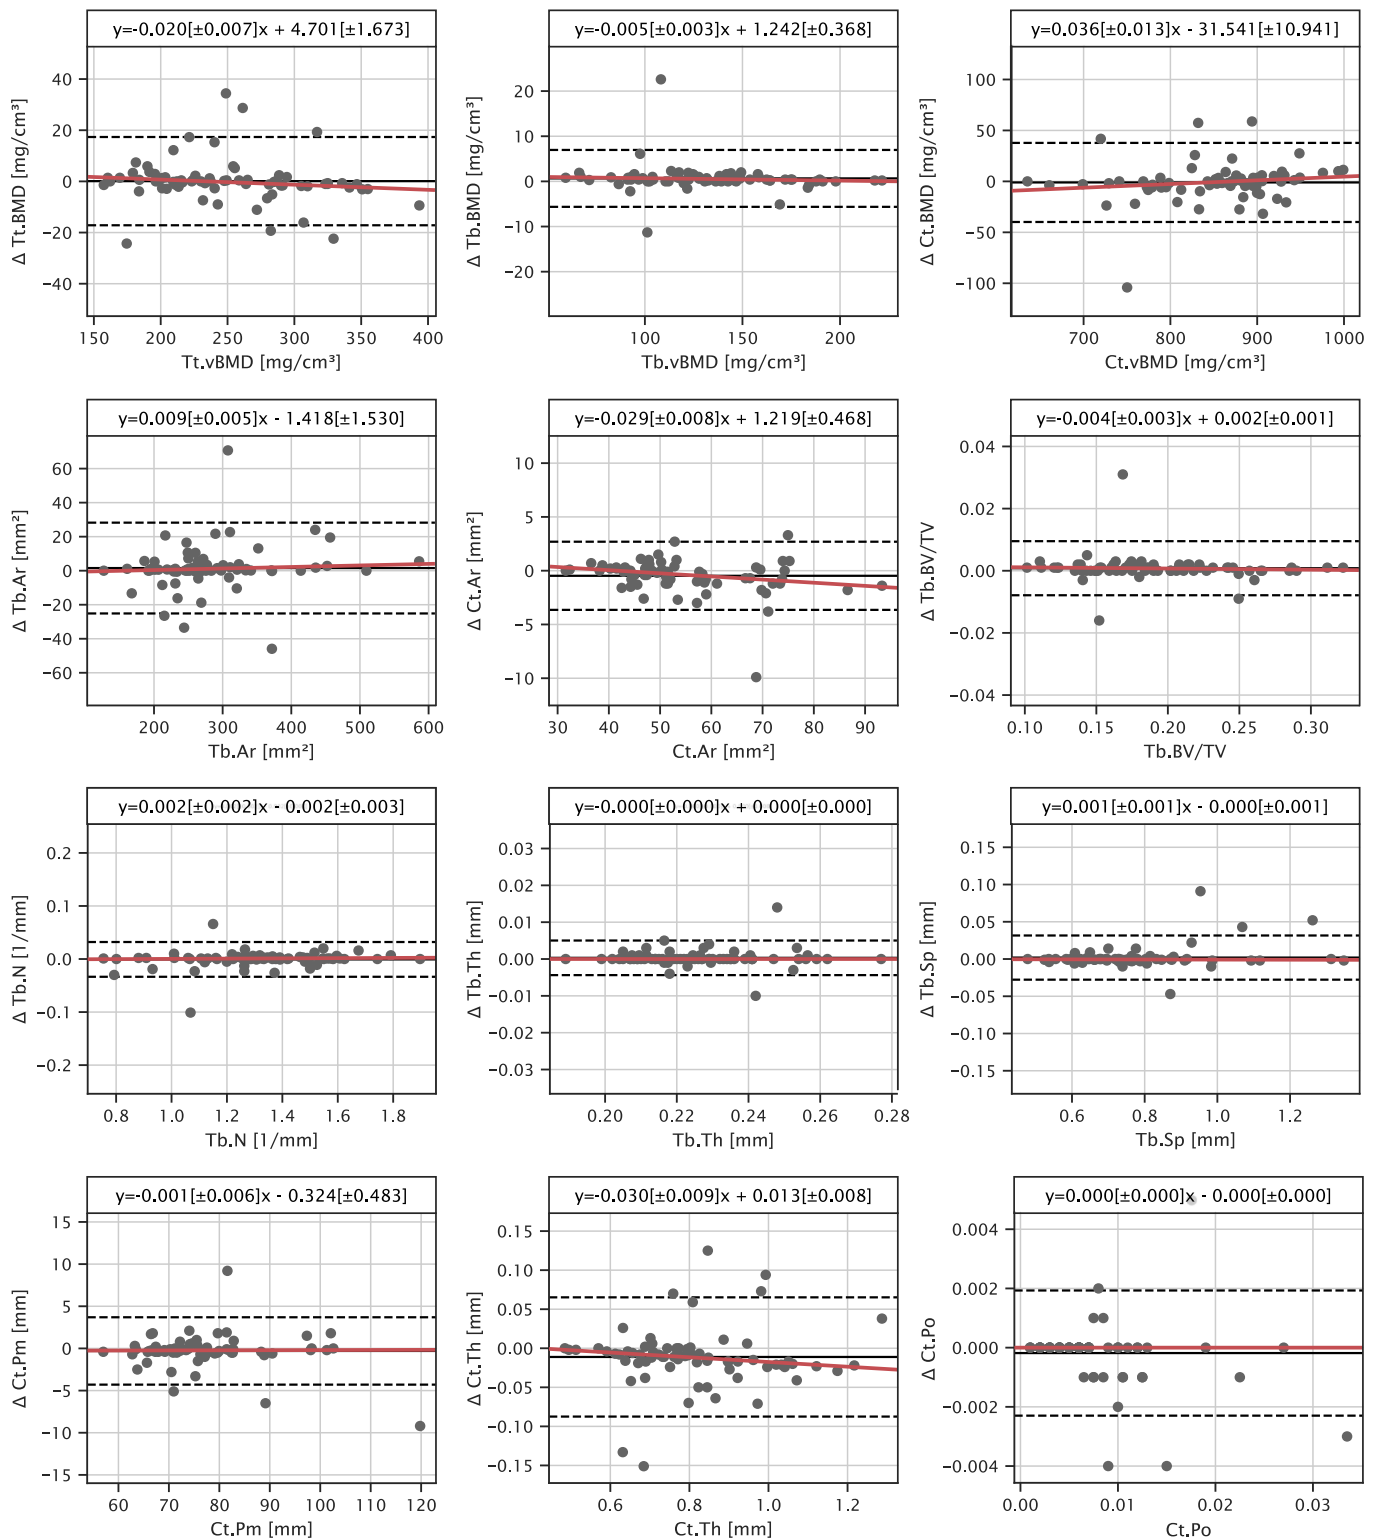 y=-0.020[±0.007]x + 4.701[±1.673]
Δ Tt.BMD [mg/cm³]
40
20
0
−20
−40
150 200 250 300 350 400
Tt.vBMD [mg/cm³]
y=-0.005[±0.003]x + 1.242[±0.368]
Δ Tb.BMD [mg/cm³]
20
10
0
−10
−20
100 150 200
Tb.vBMD [mg/cm³]
y=0.036[±0.013]x - 31.541[±10.941]
Δ Ct.BMD [mg/cm³]
100
50
0
−50
−100
700 800 900 1000
Ct.vBMD [mg/cm³]
y=0.009[±0.005]x - 1.418[±1.530]
Δ Tb.Ar [mm²]
60
40
20
0
−20
−40
−60
200 300 400 500 600
Tb.Ar [mm²]
y=-0.029[±0.008]x + 1.219[±0.468]
Δ Ct.Ar [mm²]
10
5
0
−5
−10
30 40 50 60 70 80 90
Ct.Ar [mm²]
y=-0.004[±0.003]x + 0.002[±0.001]
Δ Tb.BV/TV
0.04
0.02
0.00
−0.02
−0.04
0.10 0.15 0.20 0.25 0.30
Tb.BV/TV
y=0.002[±0.002]x - 0.002[±0.003]
Δ Tb.N [1/mm]
0.2
0.1
0.0
−0.1
−0.2
0.8 1.0 1.2 1.4 1.6 1.8
Tb.N [1/mm]
y=-0.000[±0.000]x + 0.000[±0.000]
Δ Tb.Th [mm]
0.03
0.02
0.01
0.00
−0.01
−0.02
−0.03
0.20 0.22 0.24 0.26 0.28
Tb.Th [mm]
y=0.001[±0.001]x - 0.000[±0.001]
Δ Tb.Sp [mm]
0.15
0.10
0.05
0.00
−0.05
−0.10
−0.15
0.6 0.8 1.0 1.2
Tb.Sp [mm]
y=-0.001[±0.006]x - 0.324[±0.483]
Δ Ct.Pm [mm]
15
10
5
0
−5
−10
−15
60 70 80 90 100 110 120
Ct.Pm [mm]
y=-0.030[±0.009]x + 0.013[±0.008]
Δ Ct.Th [mm]
0.15
0.10
0.05
0.00
−0.05
−0.10
−0.15
0.6 0.8 1.0 1.2
Ct.Th [mm]
y=0.000[±0.000]x - 0.000[±0.000]
Δ Ct.Po
0.004
0.002
0.000
−0.002
−0.004
0.00 0.01 0.02 0.03
Ct.Po